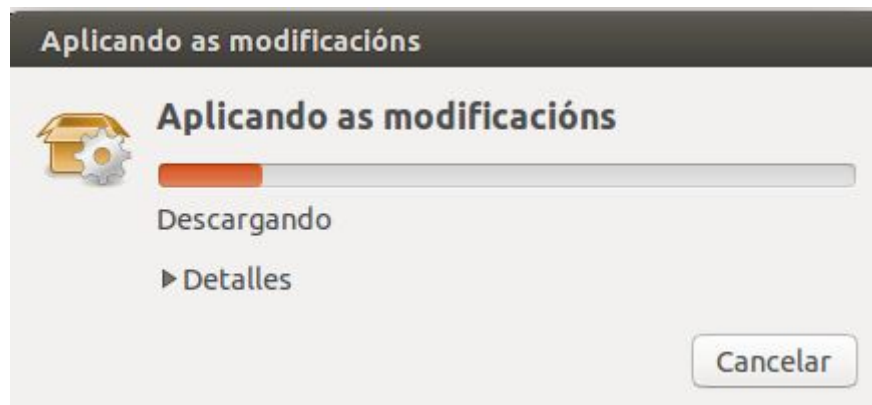 Aplicando as modificacións
Aplicando as modificacións
Descargando
Detalles
Cancelar